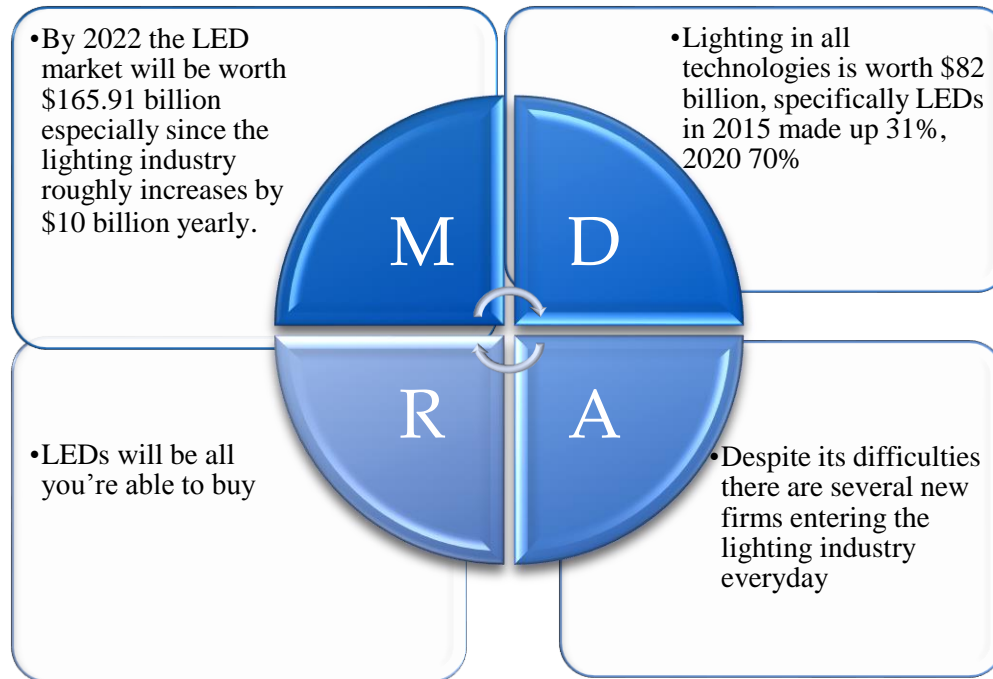 •By 2022 the LED
market will be worth
$165.91 billion
especially since the
lighting industry
roughly increases by
$10 billion yearly.
•Lighting in all
technologies is worth $82
billion, specifically LEDs
in 2015 made up 31%,
2020 70%
M
D
R
A
•LEDs will be all
you’re able to buy
•Despite its difficulties
there are several new
firms entering the
lighting industry
everyday